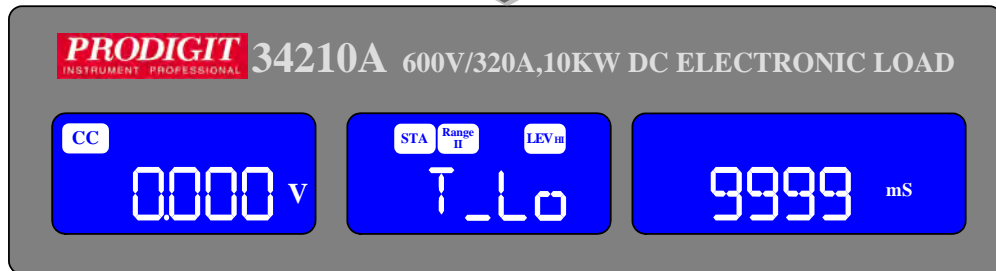 PRODIGIT
INSTRUMENT PROFESSIONAL
34210A 600V/320A,10KW DC ELECTRONIC LOAD
CC
0.000 V
STA Range II LEV HI
T_Lo
9999 mS